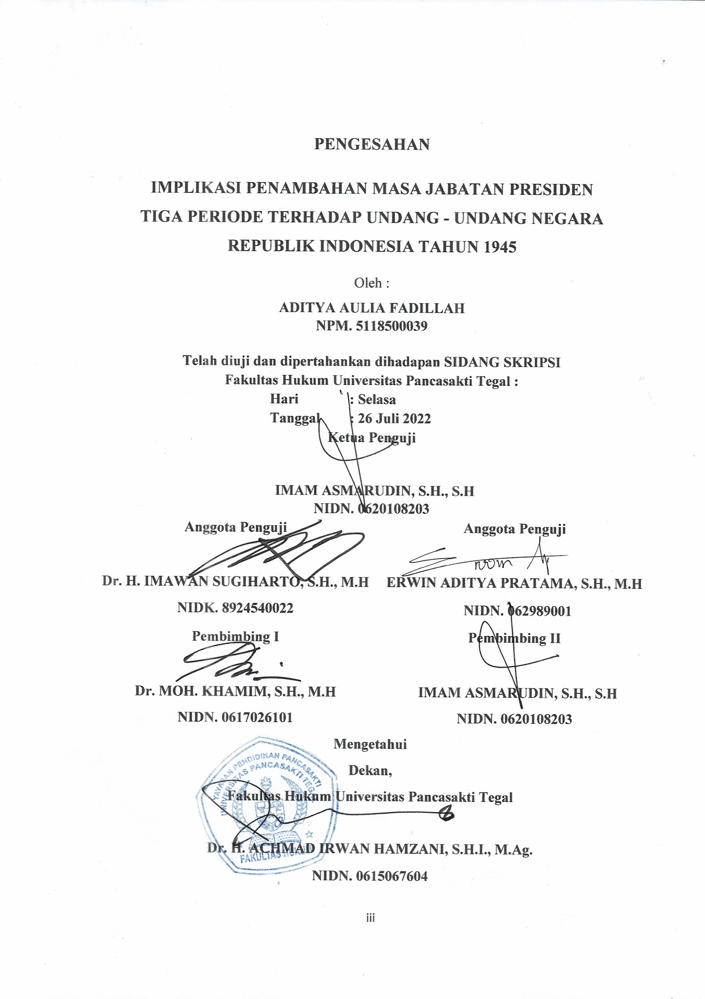 PENGESAHAN
IMPLIKASI PENAMBAHAN MASA JABATAN PRESIDEN
TIGA PERIODE TERHADAP UNDANG - UNDANG NEGARA
REPUBLIK INDONESIA TAHUN 1945
Oleh :
ADITYA AULIA FADILLAH
NPM. 5118500039
Telah diuji dan dipertahankan dihadapan SIDANG SKRIPSI
Fakultas Hukum Universitas Pancasakti Tegal :
Hari : Selasa
Tanggal : 26 Juli 2022
Ketua Penguji
IMAM ASMARUDIN, S.H., S.H
NIDN. 0620108203
Anggota Penguji
Dr. H. IMAWAN SUGIHARTO, S.H., M.H
NIDK. 8924540022
Anggota Penguji
ERWIN ADITYA PRATAMA, S.H., M.H
NIDN. 062989001
Pembimbing I
Dr. MOH. KHAMIM, S.H., M.H
NIDN. 0617026101
Pembimbing II
IMAM ASMARUDIN, S.H., S.H
NIDN. 0620108203
Mengetahui
Dekan,
Fakultas Hukum Universitas Pancasakti Tegal
YAYASAN PENDIDIKAN PANCASAKTI
UNIVERSITAS PANCASAKTI TEGAL
FAKULTAS HUKUM
Dr. H. ACHMAD IRWAN HAMZANI, S.H.I., M.Ag.
NIDN. 0615067604
iii